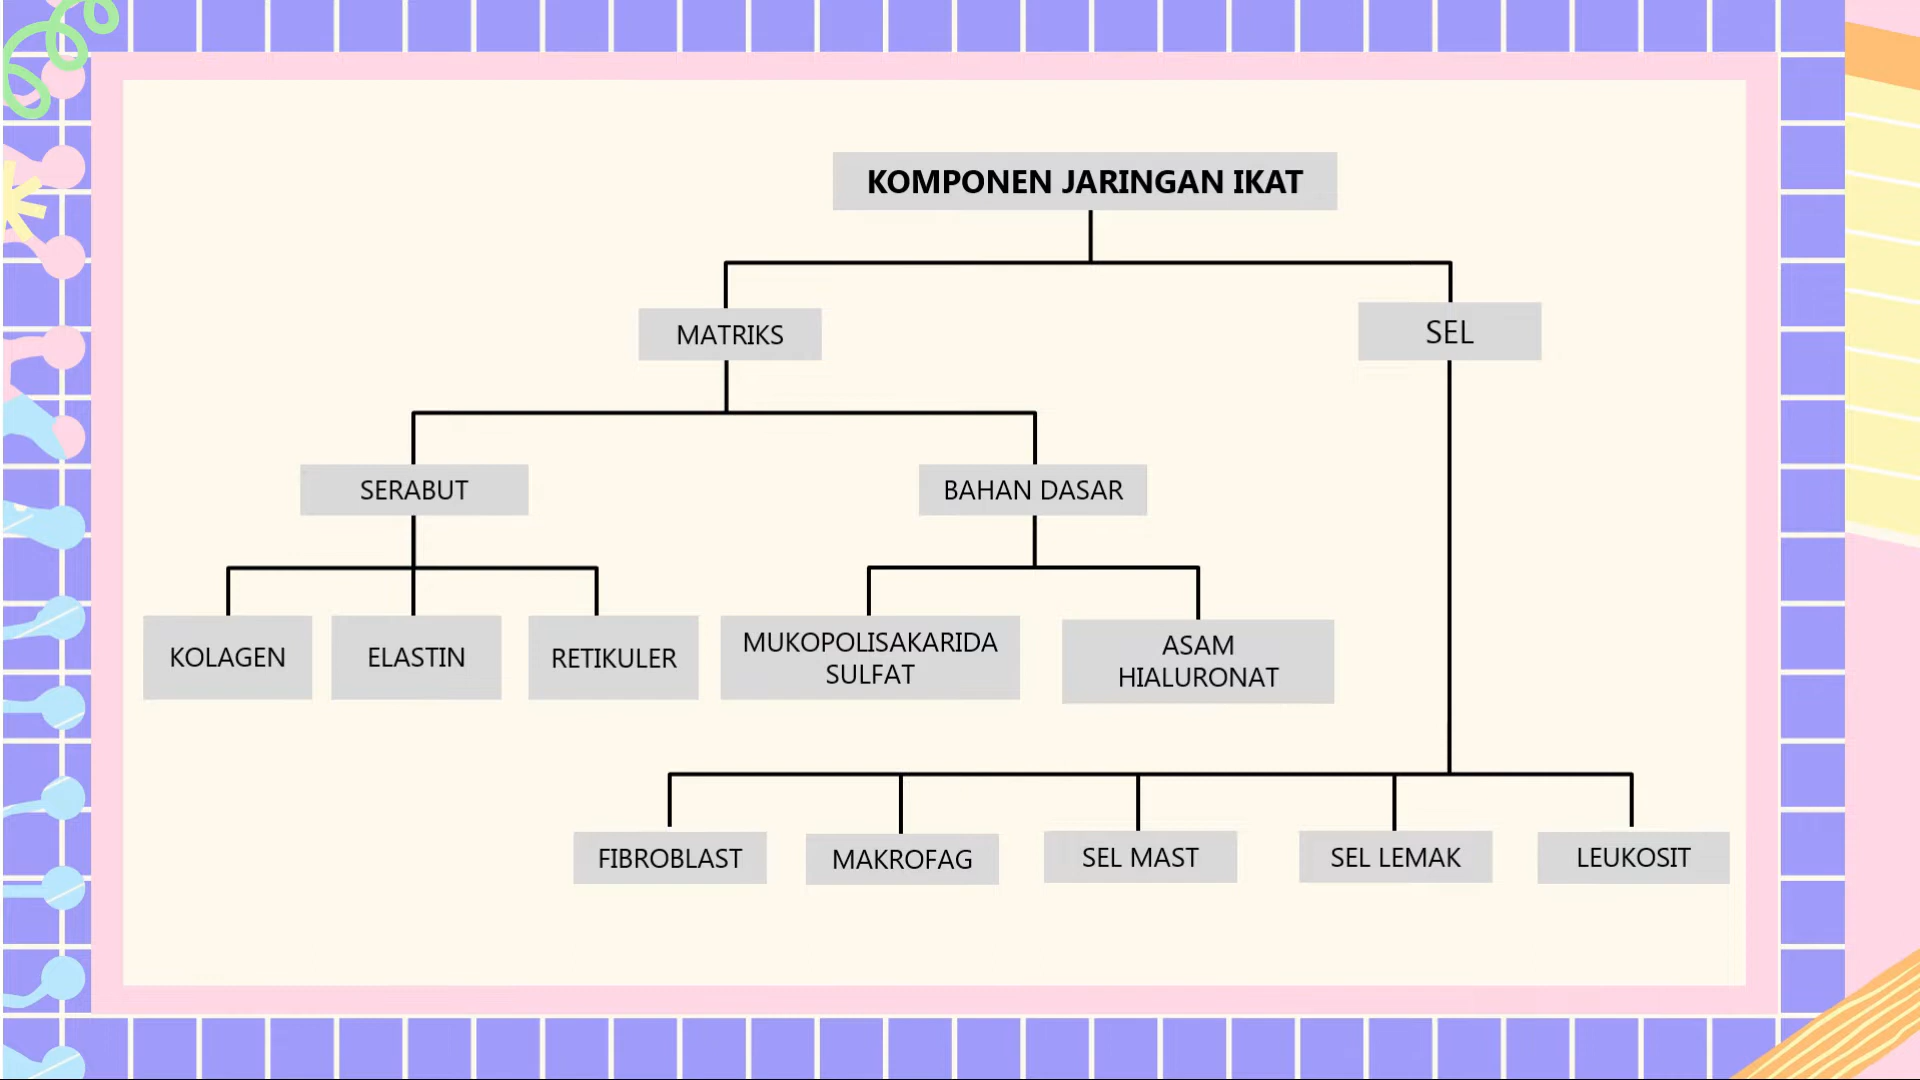 KOMPONEN JARINGAN IKAT
MATRIKS
SEL
SERABUT
BAHAN DASAR
KOLAGEN
ELASTIN
RETIKULER
MUKOPOLISAKARIDA
SULFAT
ASAM
HIALURONAT
FIBROBLAST
MAKROFAG
SEL MAST
SEL LEMAK
LEUKOSIT